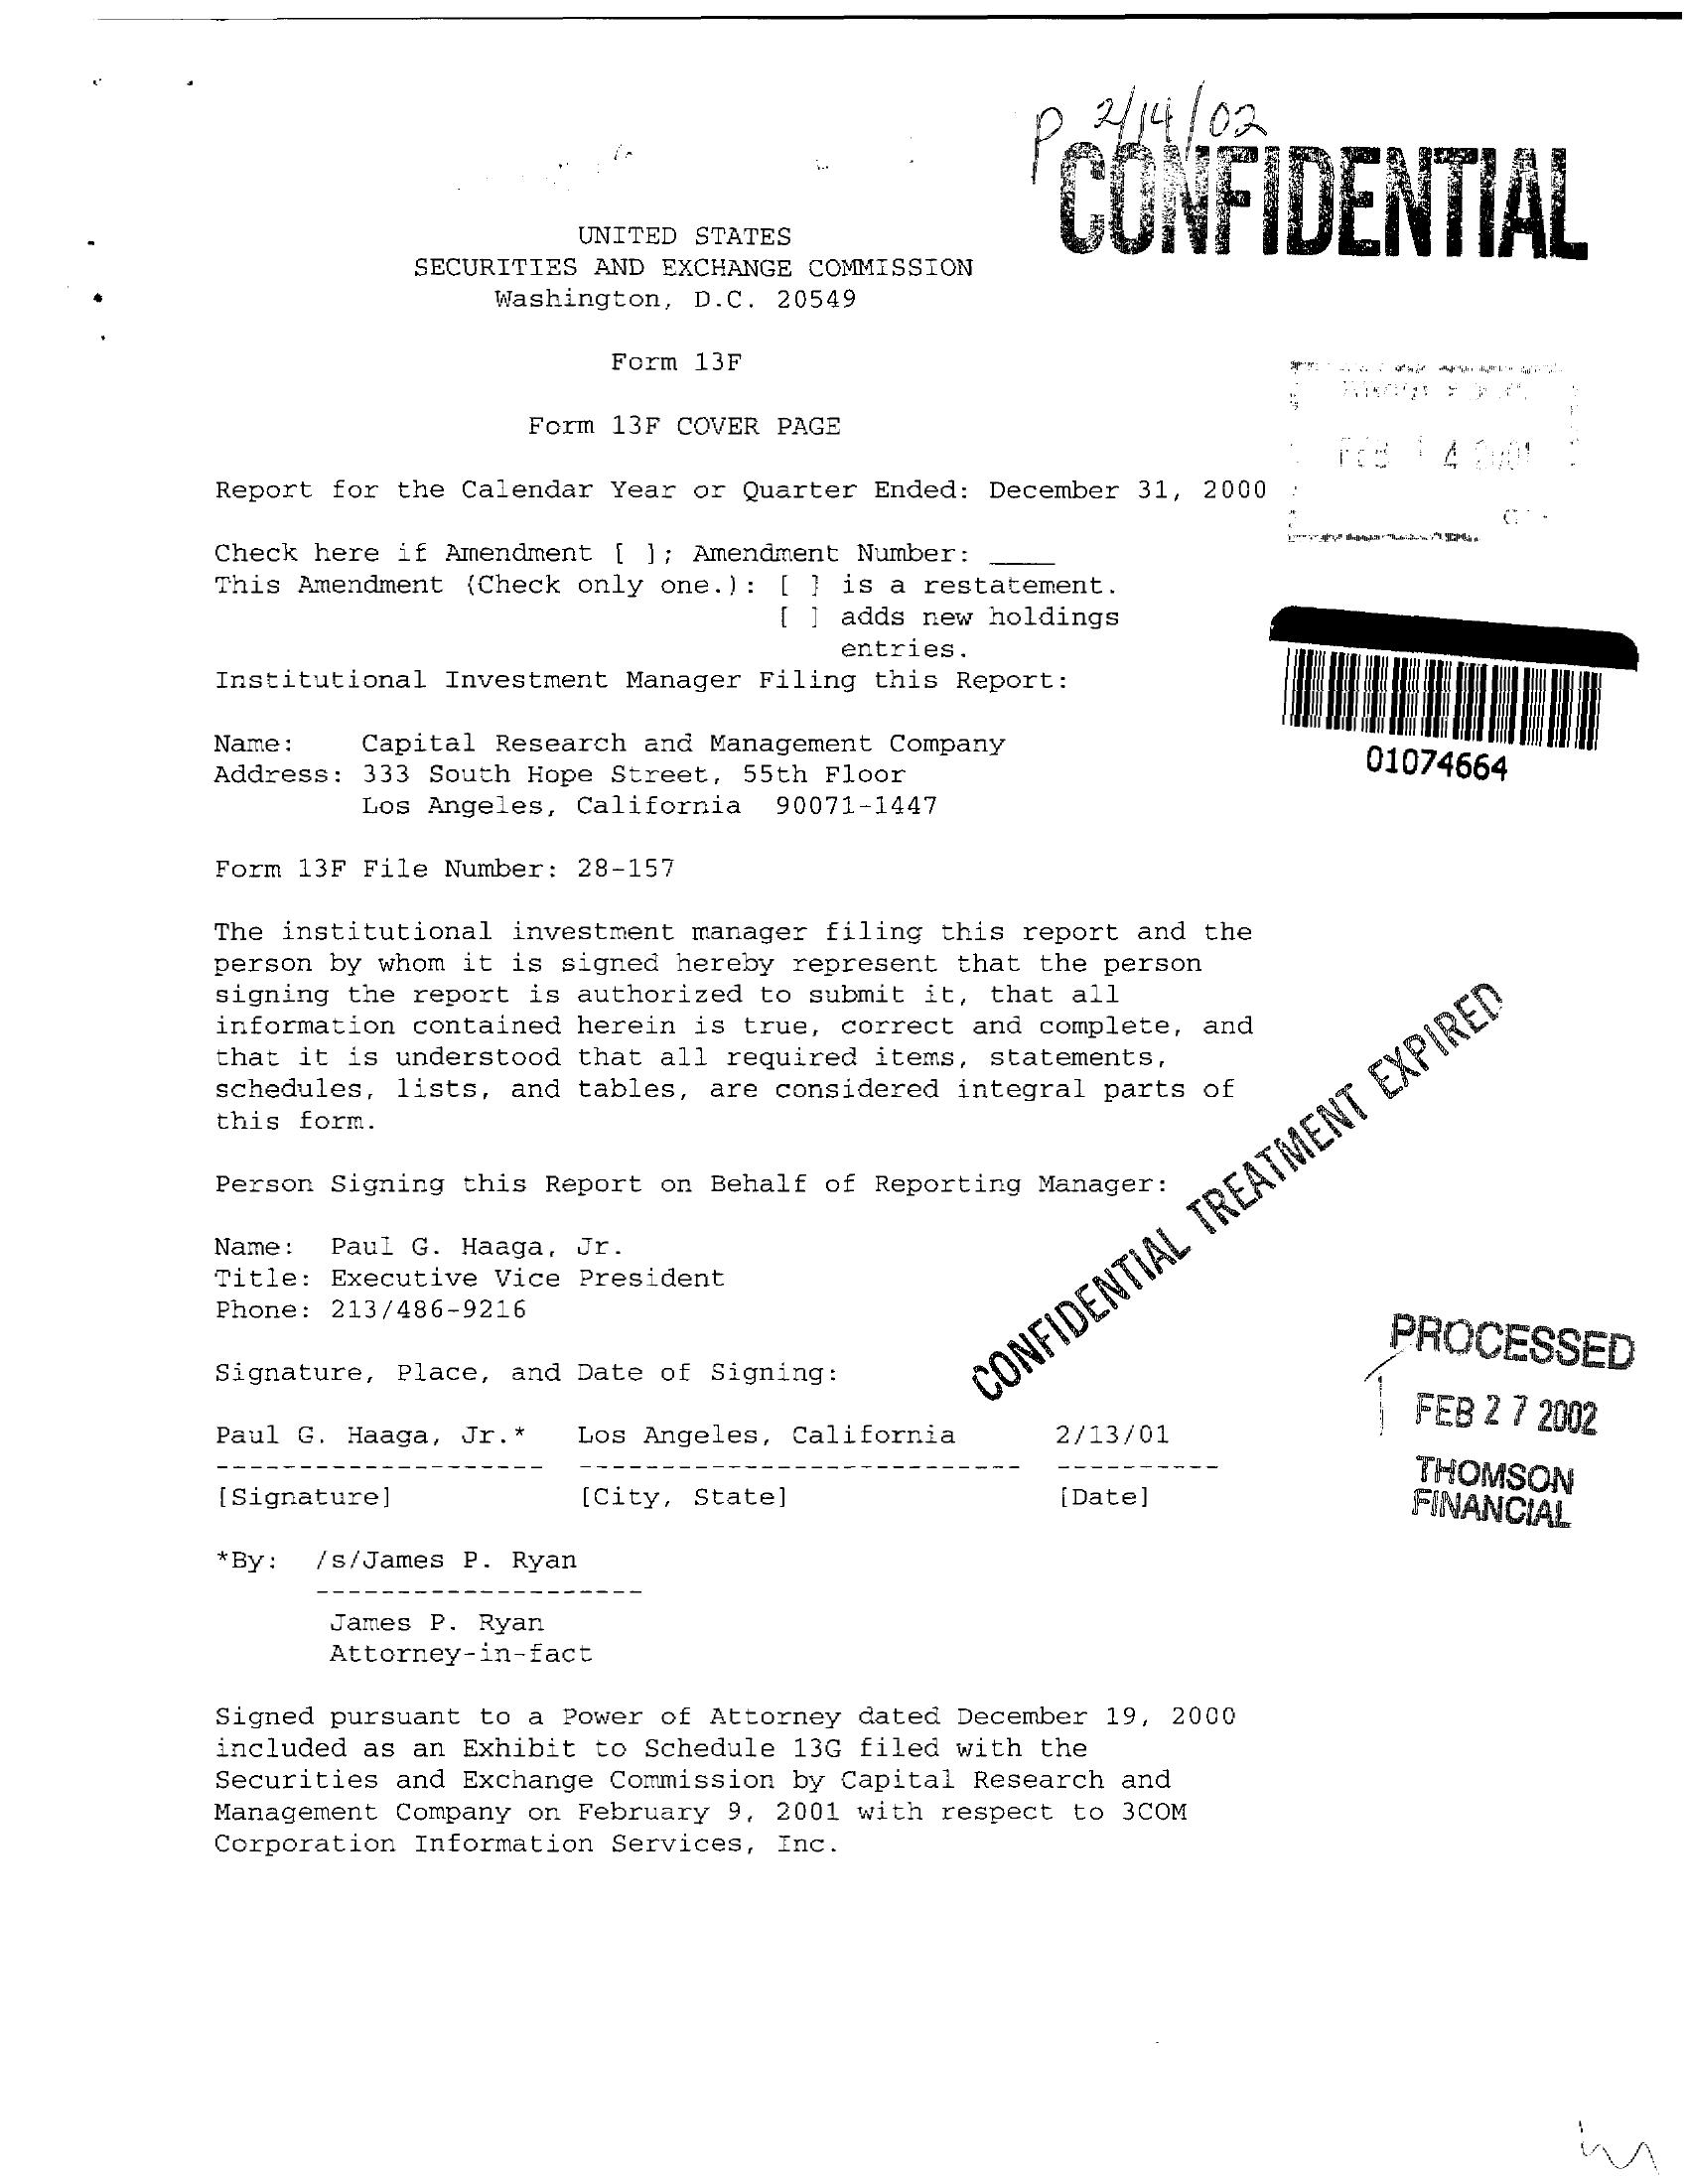 P 2/14/02
CONFIDENTIAL
UNITED STATES
SECURITIES AND EXCHANGE COMMISSION
Washington, D.C. 20549
Form 13F
Form 13F COVER PAGE
FEB 14 2001
Report for the Calendar Year or Quarter Ended: December 31, 2000
Check here if Amendment [ ]; Amendment Number: ____
This Amendment (Check only one.): [ ] is a restatement.
[ ] adds new holdings
entries.
Institutional Investment Manager Filing this Report:
Name: Capital Research and Management Company
Address: 333 South Hope Street, 55th Floor
Los Angeles, California 90071-1447
01074664
Form 13F File Number: 28-157
The institutional investment manager filing this report and the
person by whom it is signed hereby represent that the person
signing the report is authorized to submit it, that all
information contained herein is true, correct and complete, and
that it is understood that all required items, statements,
schedules, lists, and tables, are considered integral parts of
this form.
CONFIDENTIAL TREATMENT EXPIRED
Person Signing this Report on Behalf of Reporting Manager:
Name: Paul G. Haaga, Jr.
Title: Executive Vice President
Phone: 213/486-9216
PROCESSED
FEB 27 2002
THOMSON
FINANCIAL
Signature, Place, and Date of Signing:
Paul G. Haaga, Jr.* Los Angeles, California 2/13/01
[Signature] [City, State] [Date]
*By: /s/James P. Ryan
James P. Ryan
Attorney-in-fact
Signed pursuant to a Power of Attorney dated December 19, 2000
included as an Exhibit to Schedule 13G filed with the
Securities and Exchange Commission by Capital Research and
Management Company on February 9, 2001 with respect to 3COM
Corporation Information Services, Inc.